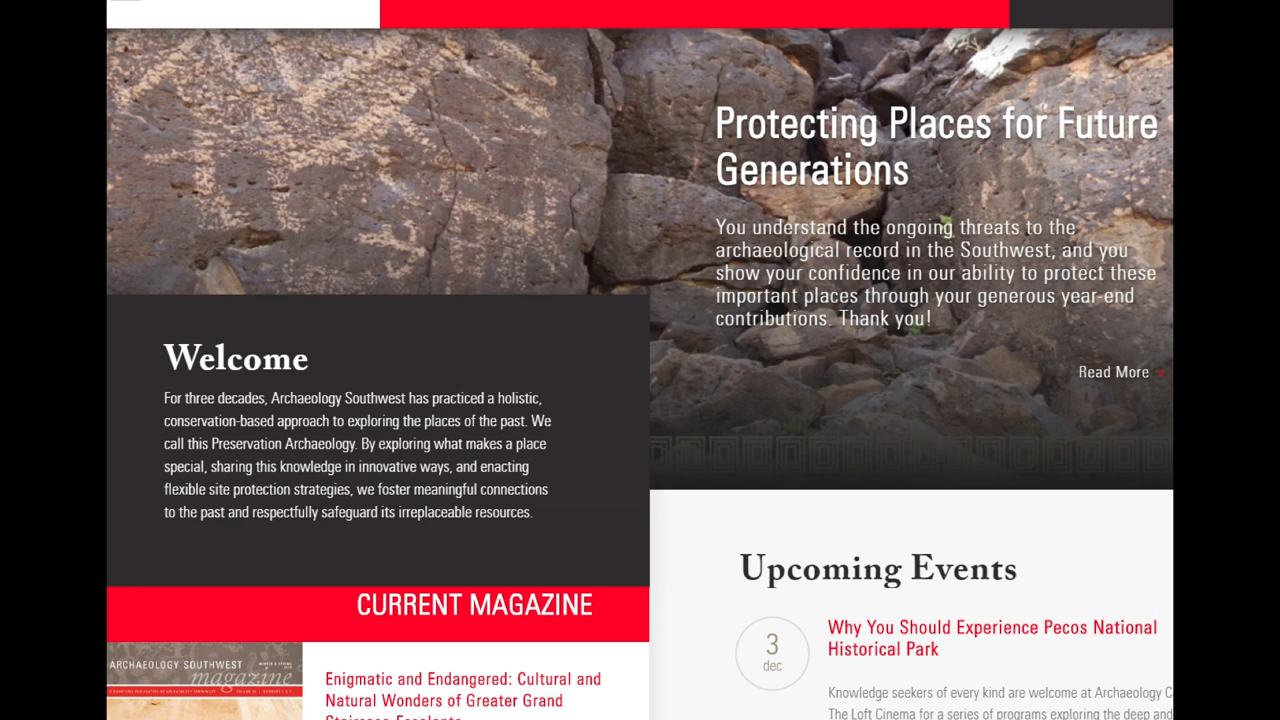 Protecting Places for Future
Generations
You understand the ongoing threats to the
archaeological record in the Southwest, and you
show your confidence in our ability to protect these
important places through your generous year-end
contributions. Thank you!
Read More
Welcome
For three decades, Archaeology Southwest has practiced a holistic,
conservation-based approach to exploring the places of the past. We
call this Preservation Archaeology. By exploring what makes a place
special, sharing this knowledge in innovative ways, and enacting
flexible site protection strategies, we foster meaningful connections
to the past and respectfully safeguard its irreplaceable resources.
CURRENT MAGAZINE
ARCHAEOLOGY SOUTHWEST
magazine
Enigmatic and Endangered: Cultural and
Natural Wonders of Greater Grand
Upcoming Events
3
dec
Why You Should Experience Pecos National
Historical Park
Knowledge seekers of every kind are welcome at Archaeology
The Loft Cinema for a series of programs exploring the deep and